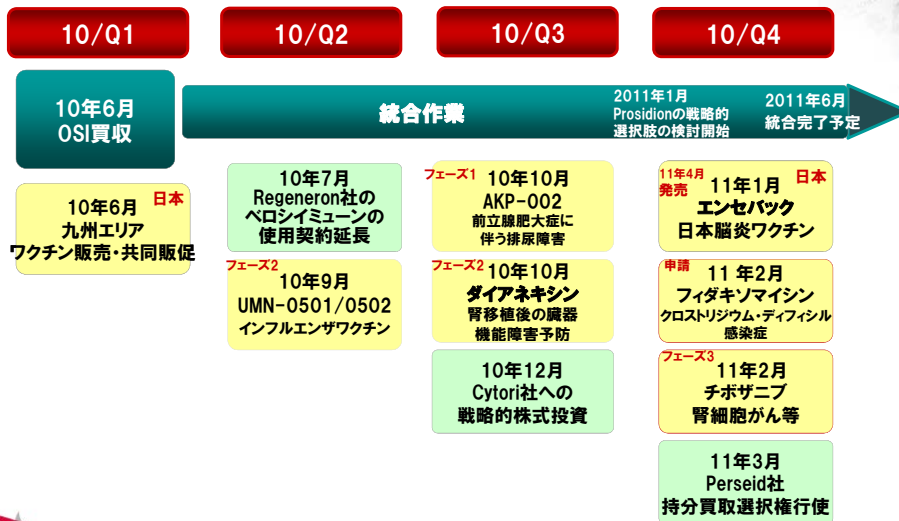 10/Q1
10/Q2
10/Q3
10/Q4
10年6月
OSI買収
統合作業
2011年1月
Prosidionの戦略的
選択肢の検討開始
2011年6月
統合完了予定
日本
10年6月
九州エリア
ワクチン販売・共同販促
10年7月
Regeneron社の
ベロシイミューンの
使用契約延長
フェーズ2
10年9月
UMN-0501/0502
インフルエンザワクチン
フェーズ1
10年10月
AKP-002
前立腺肥大症に
伴う排尿障害
フェーズ2
10年10月
ダイアネキシン
腎移植後の臓器
機能障害予防
10年12月
Cytori社への
戦略的株式投資
11年4月
発売
11年1月
日本
エンセバック
日本脳炎ワクチン
申請
11 年2月
フィダキソマイシン
クロストリジウム・ディフィシル
感染症
フェーズ3
11年2月
チボザニブ
腎細胞がん等
11年3月
Perseid社
持分買取選択権行使